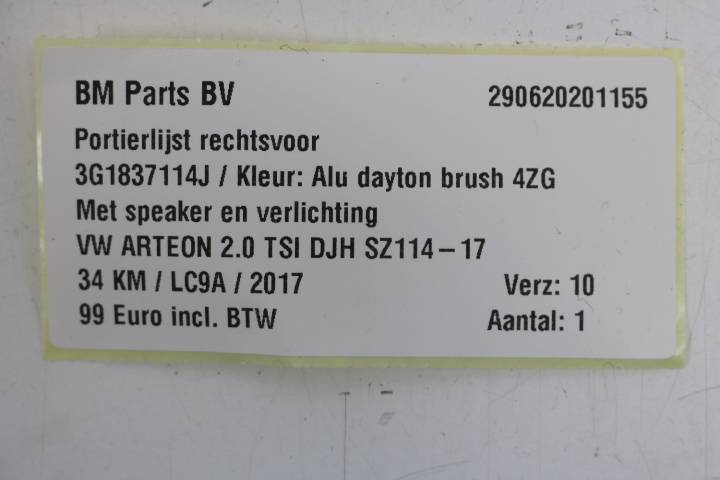 BM Parts BV 290620201155
Portierlijst rechtsvoor
3G1837114J / Kleur: Alu dayton brush 4ZG
Met speaker en verlichting
VW ARTEON 2.0 TSI DJH SZ114-17
34 KM / LC9A / 2017 Verz: 10
99 Euro incl. BTW Aantal: 1